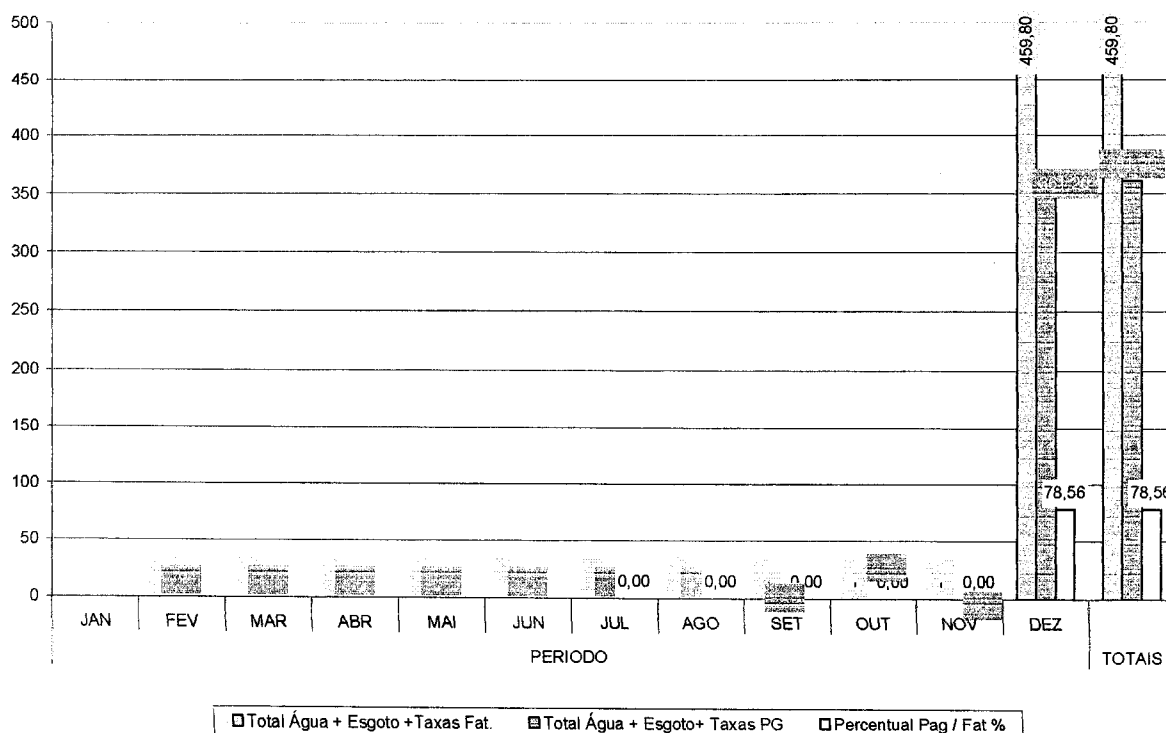 500
450
400
350
300
250
200
150
100
50
0
459,80
459,80
78,56
78,56
0,00
0,00
0,00
0,00
0,00
JAN
FEV
MAR
ABR
MAI
JUN
JUL
AGO
SET
OUT
NOV
DEZ
PERIODO
TOTAIS
Total Água + Esgoto +Taxas Fat.
Total Água + Esgoto+ Taxas PG
Percentual Pag / Fat %